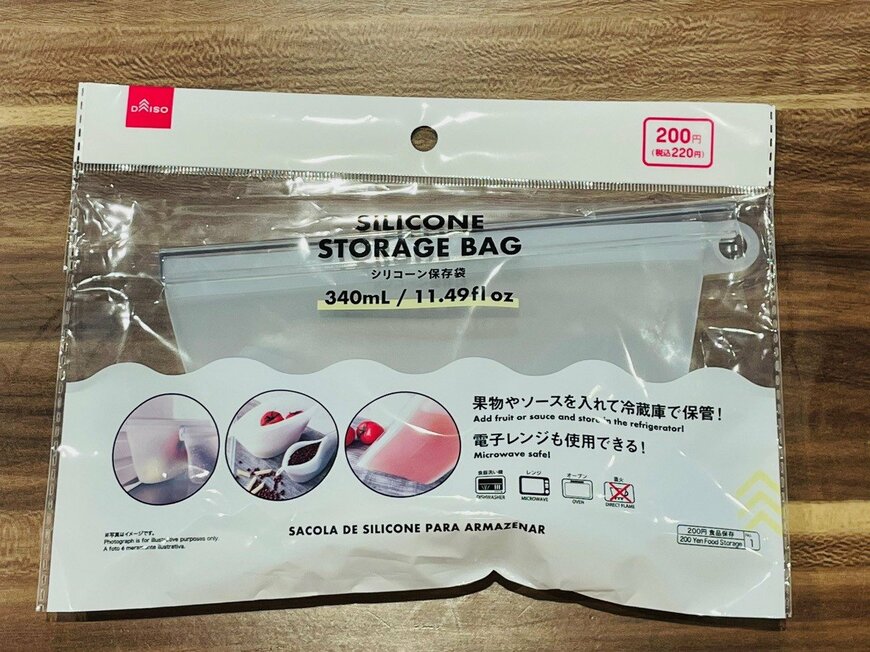 DAISO
200円
(税込220円)
SILICONE
STORAGE BAG
シリコーン保存袋
340mL / 11.49fl oz
果物やソースを入れて冷蔵庫で保管！
Add fruit or sauce and store in the refrigerator!
電子レンジも使用できる！
Microwave safe!
食器洗い機 レンジ オーブン 直火
DISHWASHER MICROWAVE OVEN DIRECT FLAME
SACOLA DE SILICONE PARA ARMAZENAR
※写真はイメージです。
Photograph is for illustrative purposes only.
A foto é meramente ilustrativa.
200円 食品保存 No.
200 Yen Food Storage 1